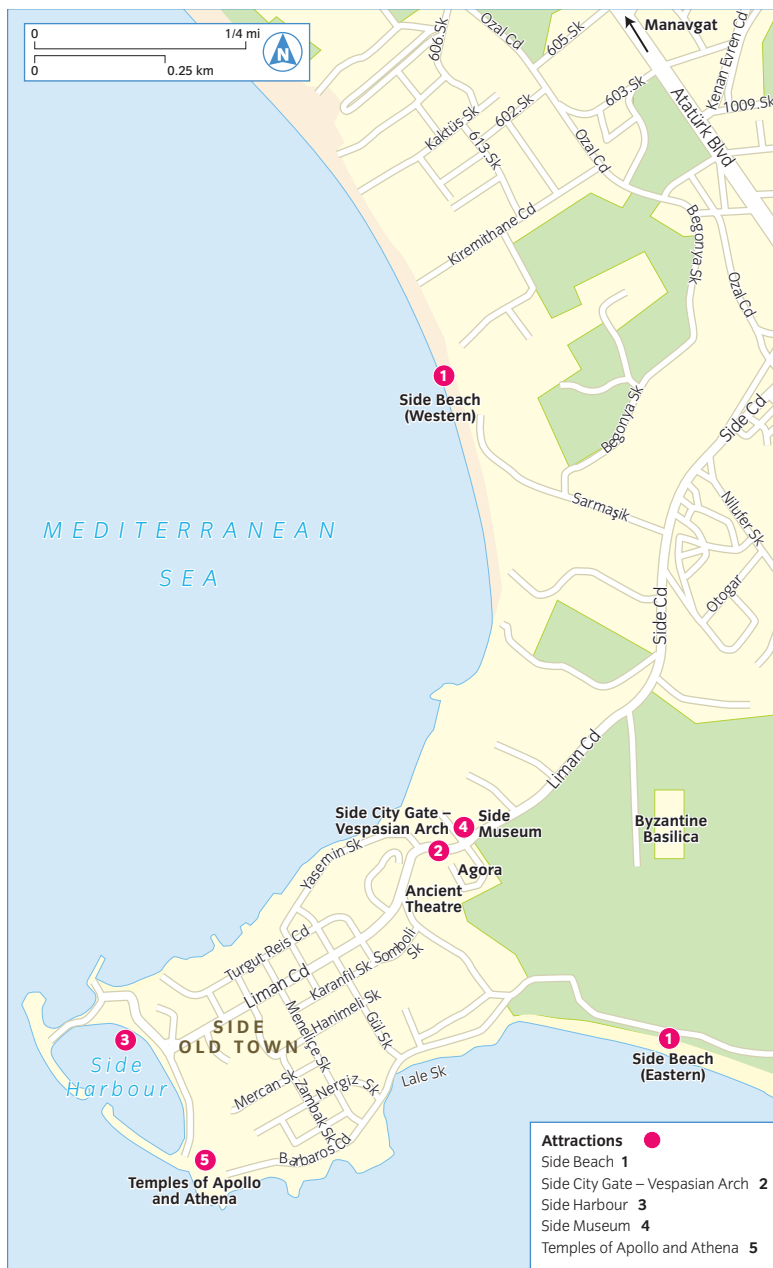 0
1/4 mi
N
0
0.25 km
Manavgat
606.Sk
Ozal Cd
605.Sk
Kenan Evren Cd
603.Sk
1009.Sk
602.Sk
Kaktüs Sk
613.Sk
Ozal Cd
Atatürk Blvd
Kiremithane Cd
Begonya Sk
Ozal Cd
1
Side Beach
(Western)
Begonya Sk
Side Cd
Sarmaşik
Nilufer Sk
MEDITERRANEAN
SEA
Otogar
Side Cd
Liman Cd
Side City Gate –
Vespasian Arch
4
Side
Museum
Byzantine
Basilica
2
Agora
Yasemin Sk
Ancient
Theatre
Turgut Reis Cd
Somboli
Sk
Liman Cd
Karanfil Sk
Hanimeli Sk
Menekşe Sk
Gül Sk
SIDE
OLD TOWN
3
Side
Harbour
1
Side Beach
(Eastern)
Lale Sk
Mercan Sk
Nergiz Sk
Zambak Sk
Barbaros Cd
5
Temples of Apollo
and Athena
Attractions
Side Beach 1
Side City Gate – Vespasian Arch 2
Side Harbour 3
Side Museum 4
Temples of Apollo and Athena 5